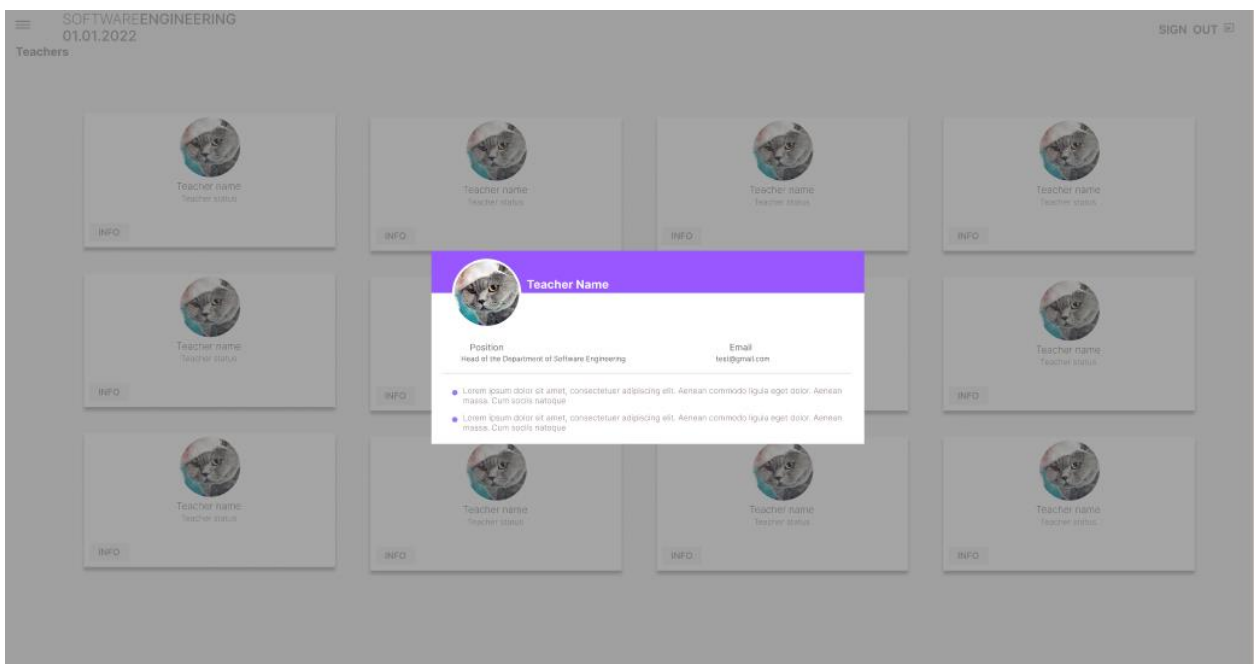 SOFTWAREENGINEERING
01.01.2022
SIGN OUT
Teachers
Teacher name
Teacher status
INFO
Teacher name
Teacher status
INFO
Teacher name
Teacher status
INFO
Teacher name
Teacher status
INFO
Teacher Name
Position
Head of the Department of Software Engineering
Email
test@gmail.com
Lorem ipsum dolor sit amet, consectetuer adipiscing elit. Aenean commodo ligula eget dolor. Aenean
massa. Cum sociis natoque
Lorem ipsum dolor sit amet, consectetuer adipiscing elit. Aenean commodo ligula eget dolor. Aenean
massa. Cum sociis natoque
Teacher name
Teacher status
INFO
INFO
Teacher name
Teacher status
INFO
Teacher name
Teacher status
INFO
Teacher name
Teacher status
INFO
Teacher name
Teacher status
INFO
Teacher name
Teacher status
INFO